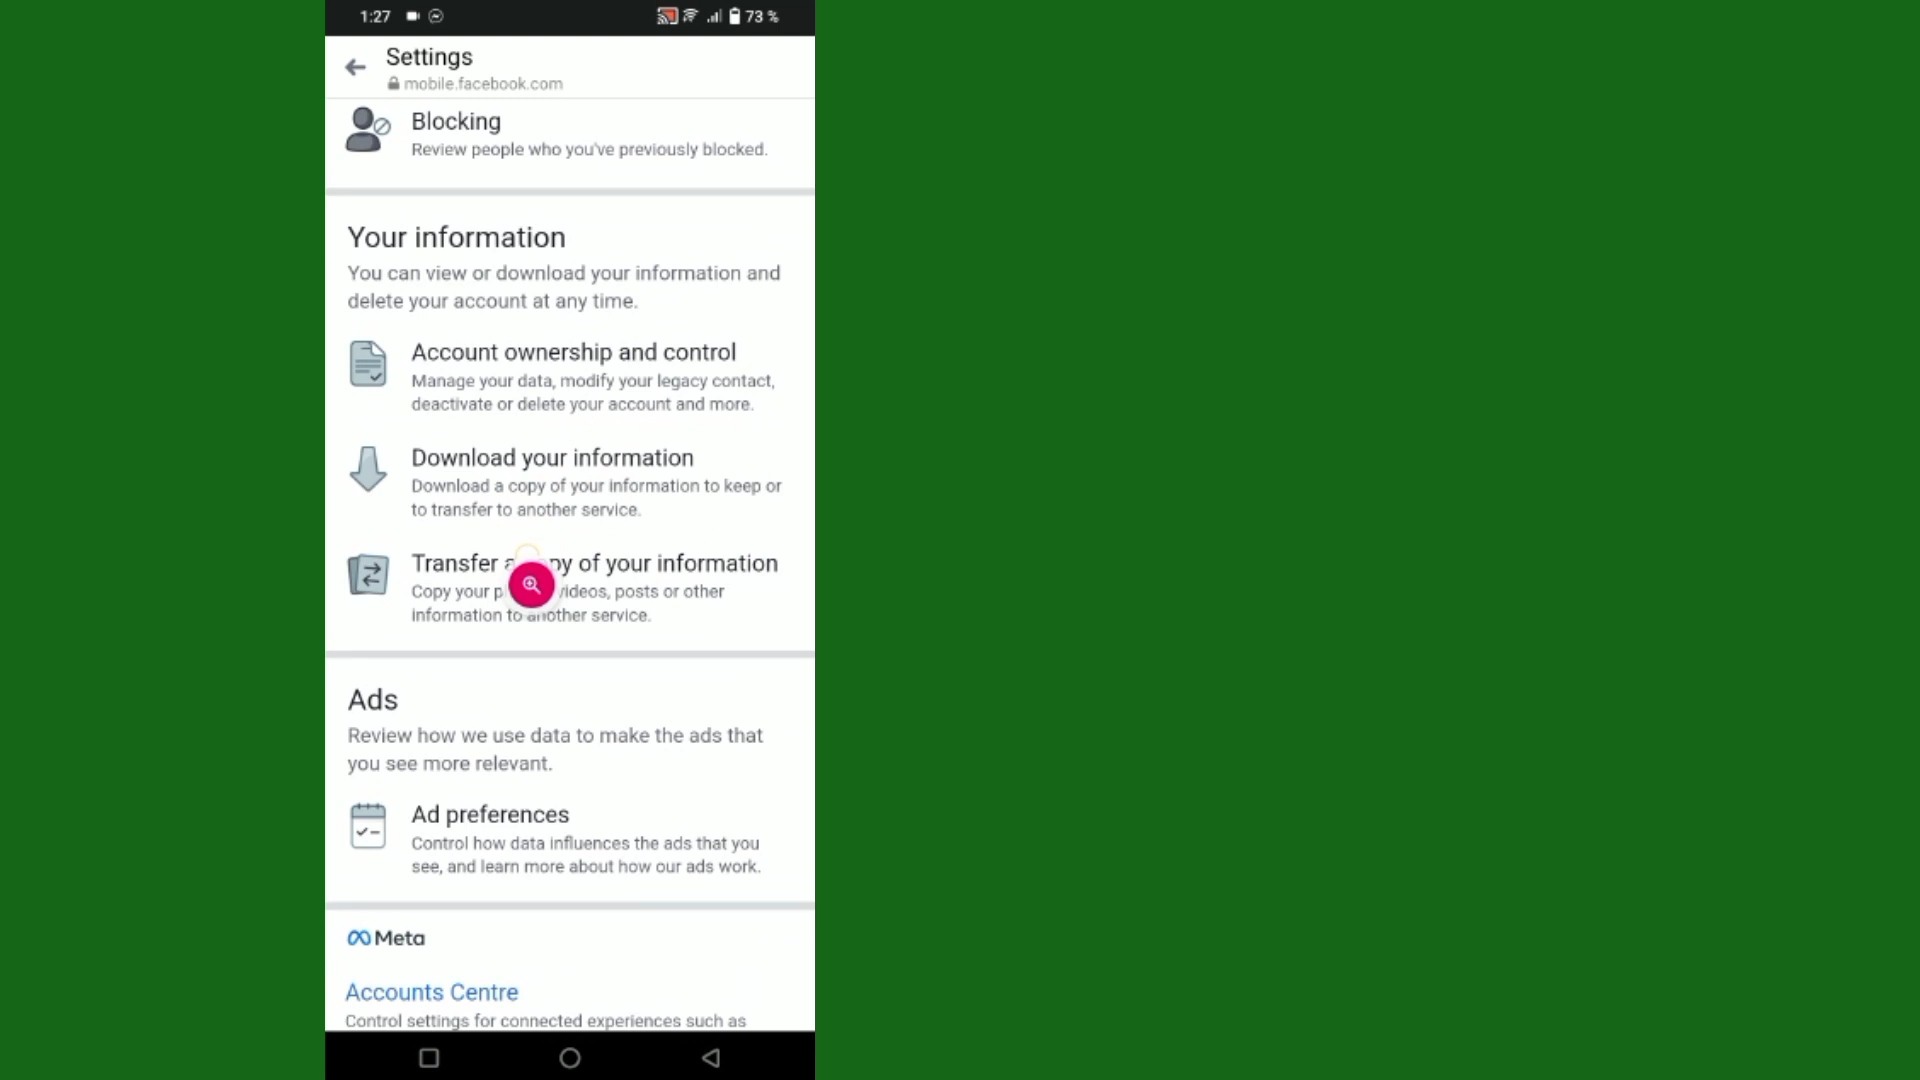 1:27 73 %
Settings
mobile.facebook.com
Blocking
Review people who you've previously blocked.
Your information
You can view or download your information and
delete your account at any time.
Account ownership and control
Manage your data, modify your legacy contact,
deactivate or delete your account and more.
Download your information
Download a copy of your information to keep or
to transfer to another service.
Transfer a of your information
Copy your videos, posts or other
information to another service.
Ads
Review how we use data to make the ads that
you see more relevant.
Ad preferences
Control how data influences the ads that you
see, and learn more about how our ads work.
Meta
Accounts Centre
Control settings for connected experiences such as